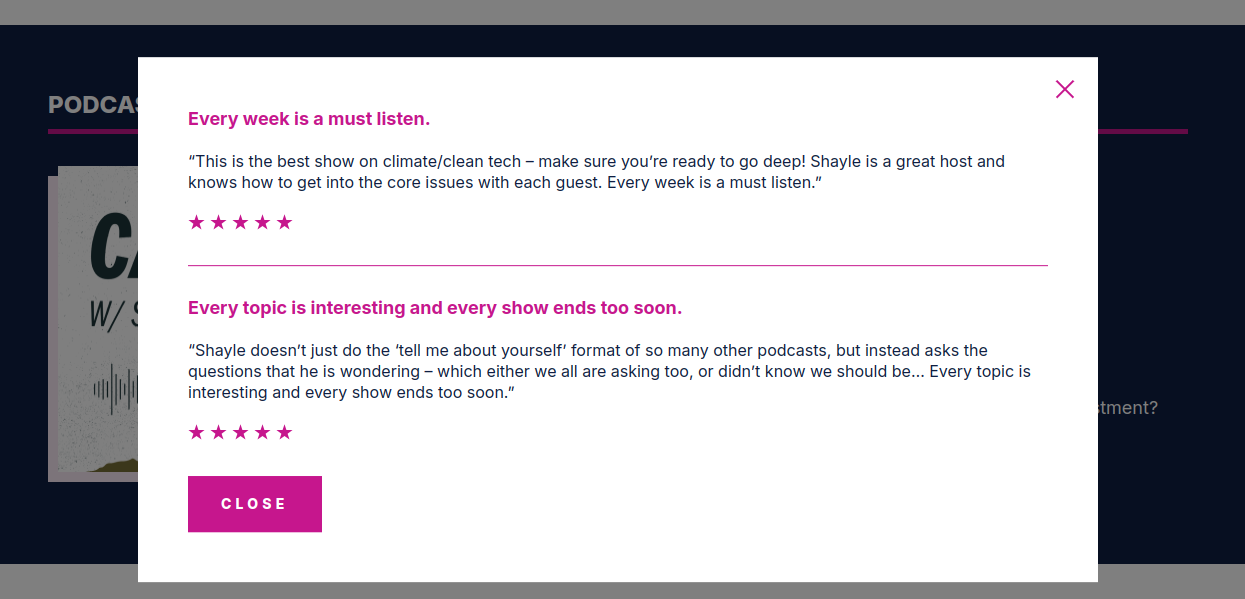 PODCAS
Every week is a must listen.
“This is the best show on climate/clean tech – make sure you’re ready to go deep! Shayle is a great host and
knows how to get into the core issues with each guest. Every week is a must listen.”
★ ★ ★ ★ ★
CA
W/ S
Every topic is interesting and every show ends too soon.
“Shayle doesn’t just do the ‘tell me about yourself’ format of so many other podcasts, but instead asks the
questions that he is wondering – which either we all are asking too, or didn’t know we should be… Every topic is
interesting and every show ends too soon.”
stment?
★ ★ ★ ★ ★
CLOSE